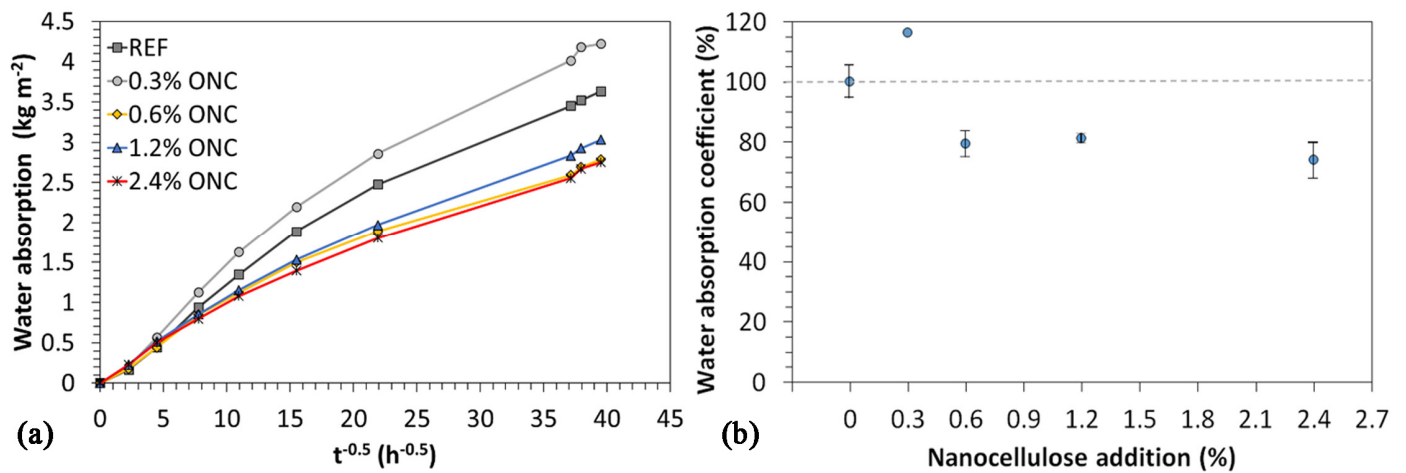 4.5
4
3.5
3
2.5
2
1.5
1
0.5
0
Water absorption (kg m-2)
REF
0.3% ONC
0.6% ONC
1.2% ONC
2.4% ONC
0 5 10 15 20 25 30 35 40 45
t-0.5 (h-0.5)
(a)
120
100
80
60
40
20
0
Water absorption coefficient (%)
0 0.3 0.6 0.9 1.2 1.5 1.8 2.1 2.4 2.7
Nanocellulose addition (%)
(b)